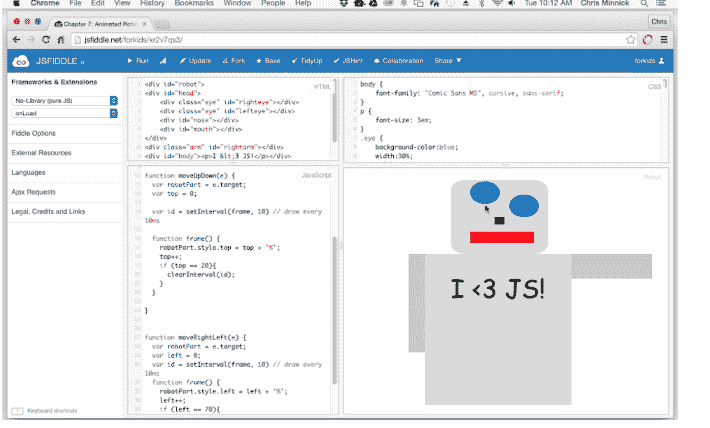 Chrome File Edit View History Bookmarks Window People Help Tue 10:12 AM Chris Minnick
Chapter 7: Animated Robot
Chris
jsfiddle.net/forkids/xr2v7qs3/
JSFIDDLE Run Update Fork Base TidyUp JSHint Collaboration Share forkids
Frameworks & Extensions
No-Library (pure JS)
onLoad
Fiddle Options
External Resources
Languages
Ajax Requests
Legal, Credits and Links
Keyboard shortcuts
HTML
<div id="robot">
<div id="head">
<div class="eye" id="righteye"></div>
<div class="eye" id="lefteye"></div>
<div id="nose"></div>
<div id="mouth"></div>
</div>
<div class="arm" id="rightarm"></div>
<div id="body"><p>I &lt;3 JS!</p></div>
CSS
body {
font-family: "Comic Sans MS", cursive, sans-serif;
}
p {
font-size: 3em;
}
.eye {
background-color:blue;
width:30%;
JavaScript
function moveUpDown(e) {
var robotPart = e.target;
var top = 0;
var id = setInterval(frame, 10) // draw every
10ms
function frame() {
robotPart.style.top = top + '%';
top++;
if (top == 20){
clearInterval(id);
}
}
}
function moveRightLeft(e) {
var robotPart = e.target;
var left = 0;
var id = setInterval(frame, 10) // draw every
10ms
function frame() {
robotPart.style.left = left + '%';
left++;
if (left == 70){
Result
I <3 JS!